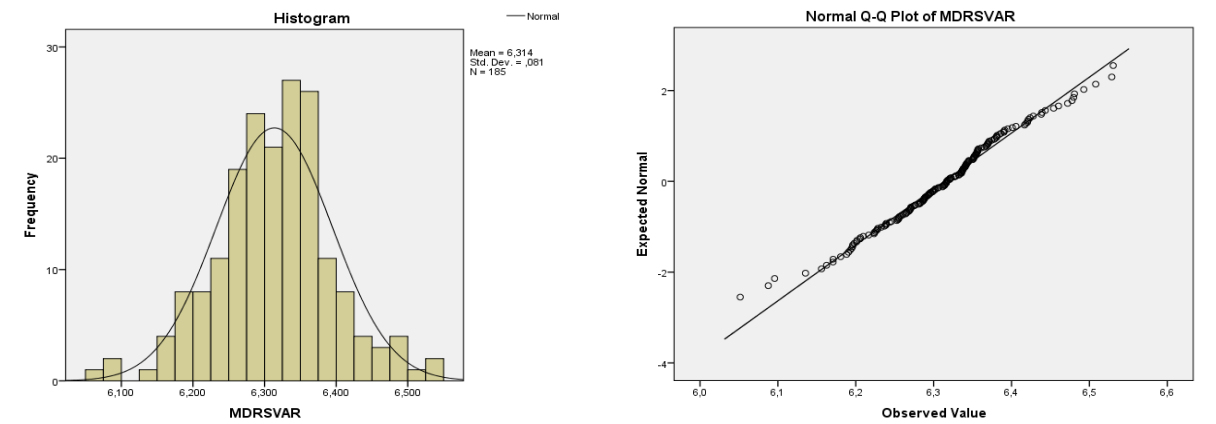 Histogram
Normal
Mean = 6,314
Std. Dev. = ,081
N = 185
Frequency
30
20
10
0
6,100 6,200 6,300 6,400 6,500
MDRSVAR
Normal Q-Q Plot of MDRSVAR
Expected Normal
2
0
-2
-4
6,0 6,1 6,2 6,3 6,4 6,5 6,6
Observed Value